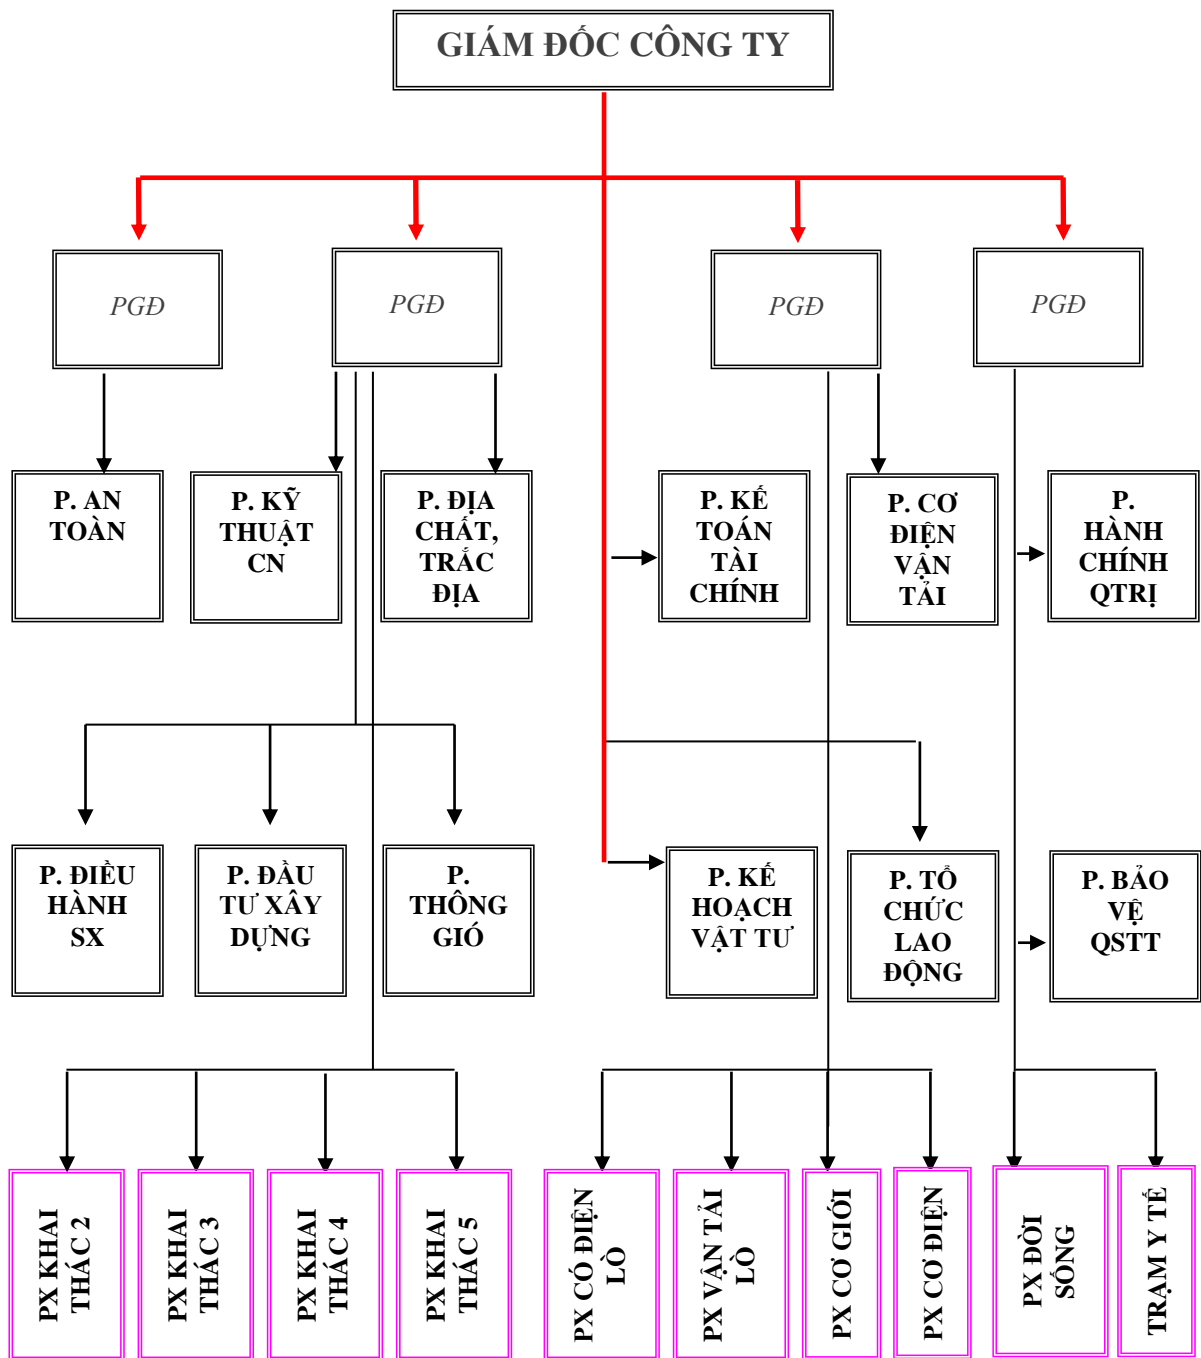 GIÁM ĐỐC CÔNG TY
PGĐ
PGĐ
PGĐ
PGĐ
P. AN
TOÀN
P. KỸ
THUẬT
CN
P. ĐỊA
CHẤT,
TRẮC
ĐỊA
P. KẾ
TOÁN
TÀI
CHÍNH
P. CƠ
ĐIỆN
VẬN
TẢI
P.
HÀNH
CHÍNH
QTRỊ
P. ĐIỀU
HÀNH
SX
P. ĐẦU
TƯ XÂY
DỰNG
P.
THÔNG
GIÓ
P. KẾ
HOẠCH
VẬT TƯ
P. TỔ
CHỨC
LAO
ĐỘNG
P. BẢO
VỆ
QSTT
PX KHAI
THÁC 2
PX KHAI
THÁC 3
PX KHAI
THÁC 4
PX KHAI
THÁC 5
PX CÓ ĐIỆN
LÒ
PX VẬN TẢI
LÒ
PX CƠ GIỚI
PX CƠ ĐIỆN
PX ĐỜI
SỐNG
TRẠM Y TẾ